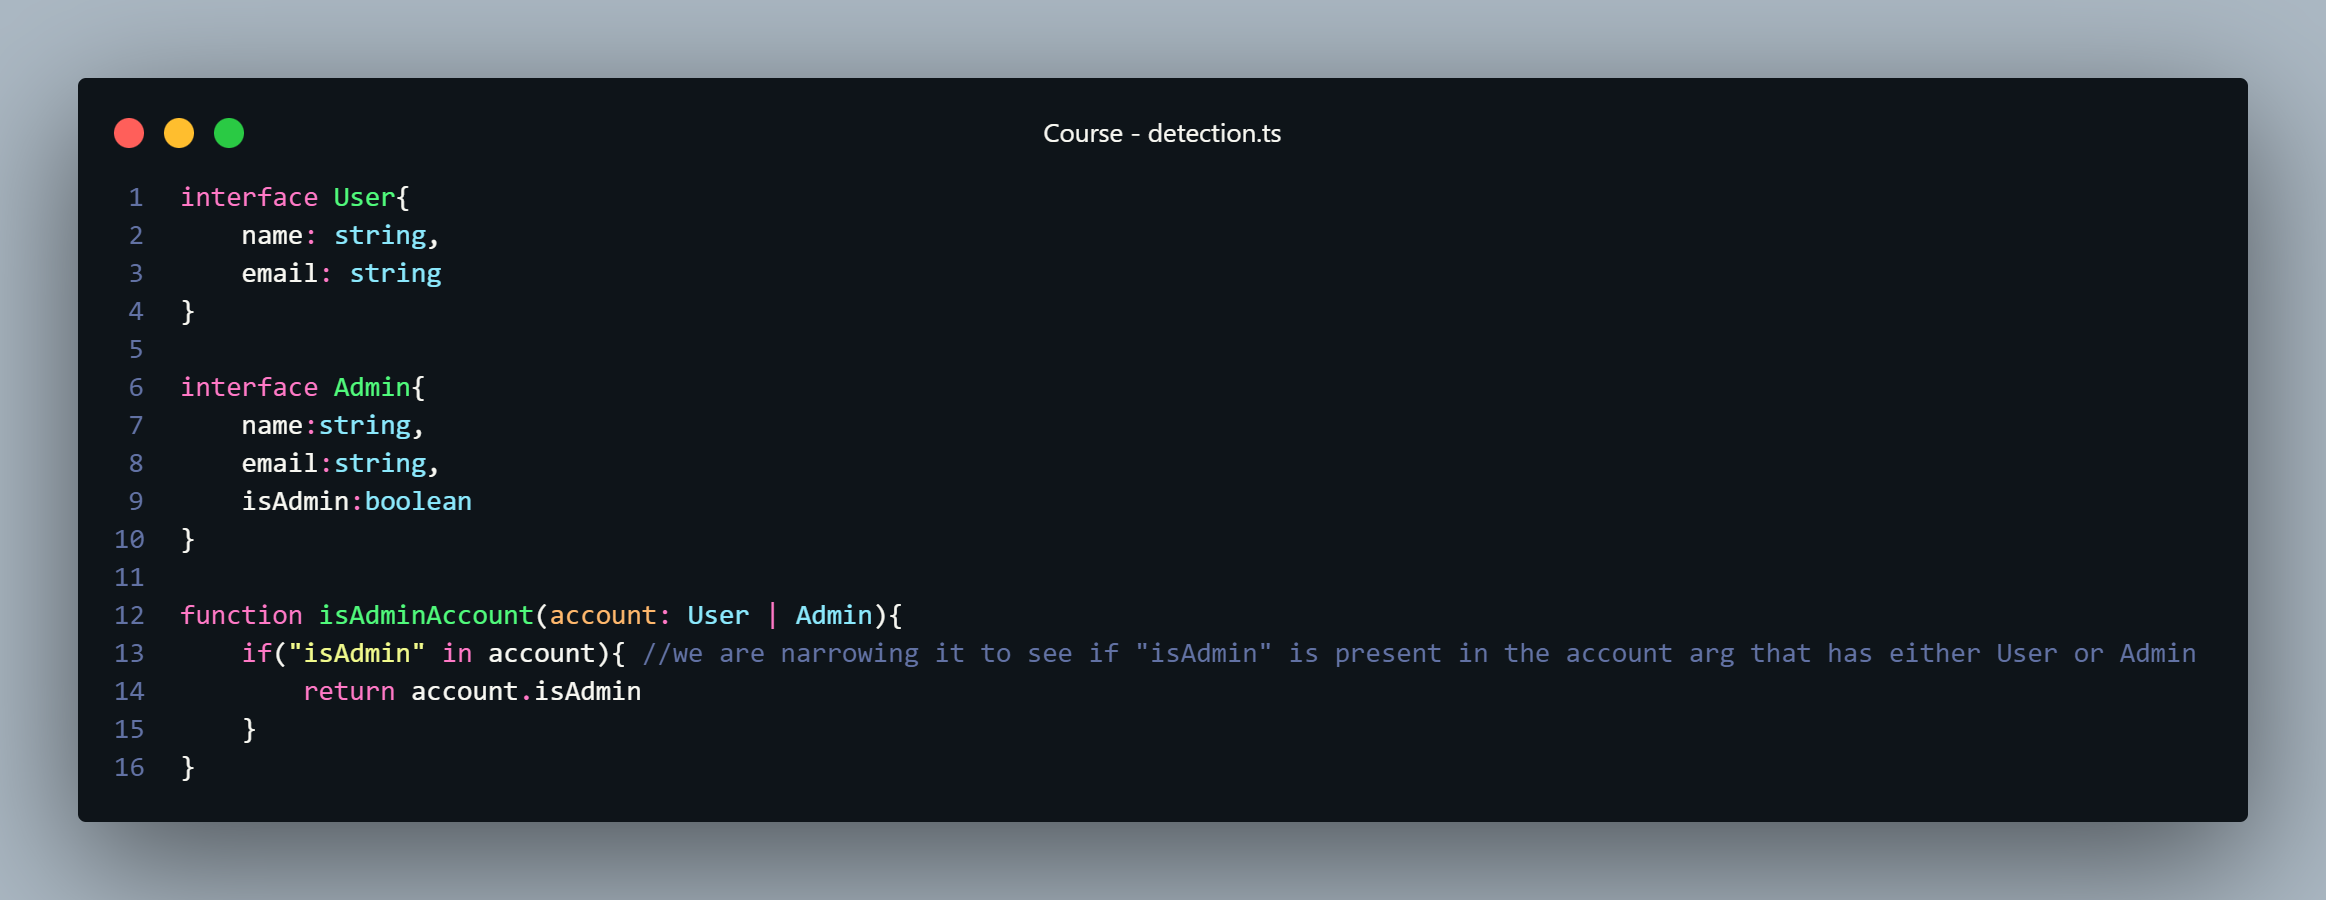 Course - detection.ts
1 interface User{
2     name: string,
3     email: string
4 }
5
6 interface Admin{
7     name:string,
8     email:string,
9     isAdmin:boolean
10 }
11
12 function isAdminAccount(account: User | Admin){
13     if("isAdmin" in account){ //we are narrowing it to see if "isAdmin" is present in the account arg that has either User or Admin
14         return account.isAdmin
15     }
16 }